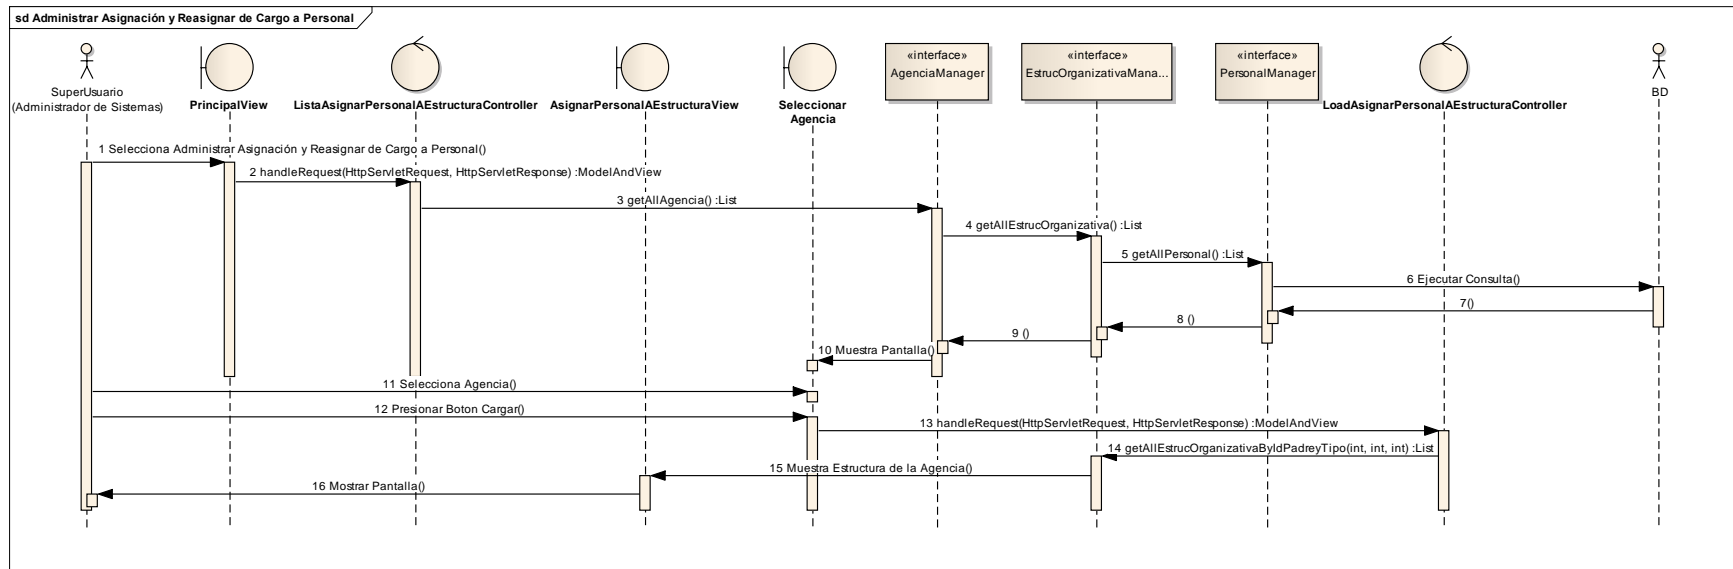 sd Administrar Asignación y Reasignar de Cargo a Personal
SuperUsuario
(Administrador de Sistemas)
PrincipalView
ListaAsignarPersonalAEstructuraController
AsignarPersonalAEstructuraView
Seleccionar
Agencia
«interface»
AgenciaManager
«interface»
EstrucOrganizativaMana...
«interface»
PersonalManager
LoadAsignarPersonalAEstructuraController
BD
1 Selecciona Administrar Asignación y Reasignar de Cargo a Personal()
2 handleRequest(HttpServletRequest, HttpServletResponse) :ModelAndView
3 getAllAgencia() :List
4 getAllEstrucOrganizativa() :List
5 getAllPersonal() :List
6 Ejecutar Consulta()
7()
8 ()
9 ()
10 Muestra Pantalla()
11 Selecciona Agencia()
12 Presionar Boton Cargar()
13 handleRequest(HttpServletRequest, HttpServletResponse) :ModelAndView
14 getAllEstrucOrganizativaByIdPadreyTipo(int, int, int) :List
15 Muestra Estructura de la Agencia()
16 Mostrar Pantalla()